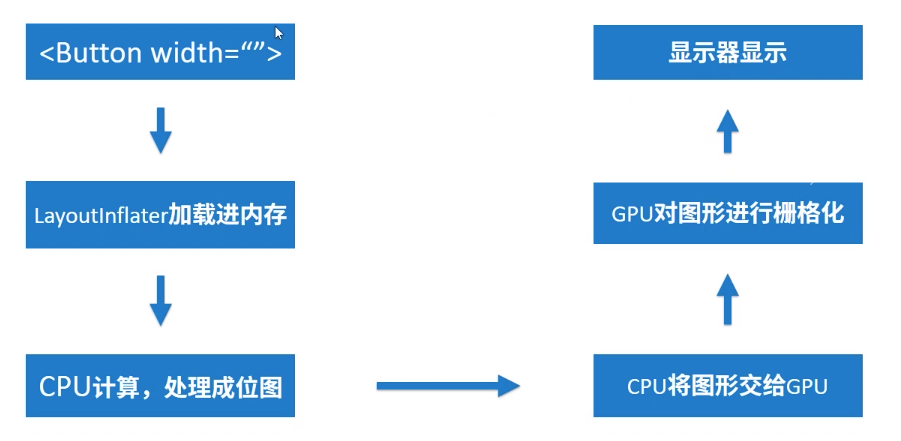 <Button width=“”>
LayoutInflater加载进内存
CPU计算，处理成位图
CPU将图形交给GPU
GPU对图形进行栅格化
显示器显示